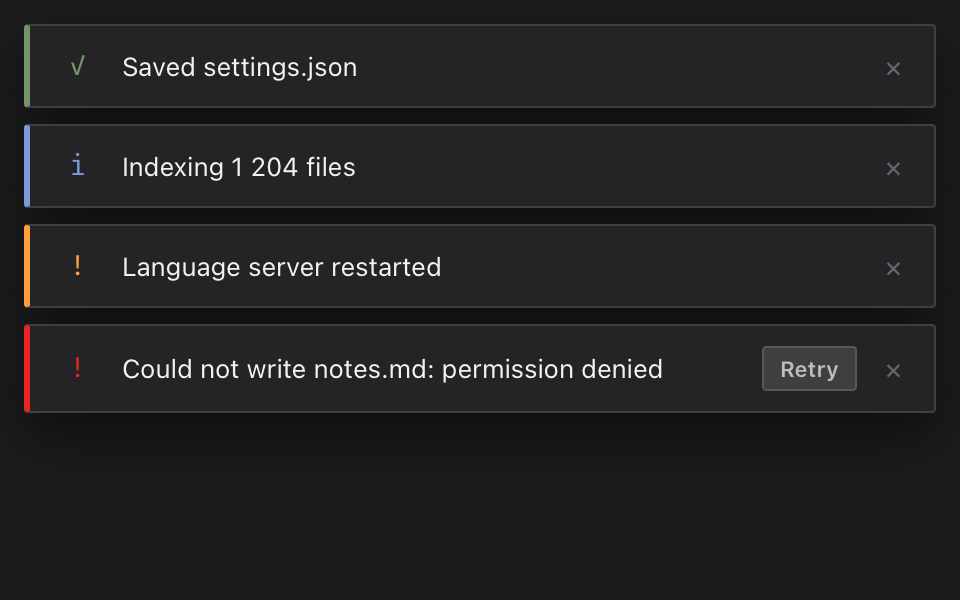 √ Saved settings.json ×
i Indexing 1 204 files ×
! Language server restarted ×
! Could not write notes.md: permission denied Retry ×